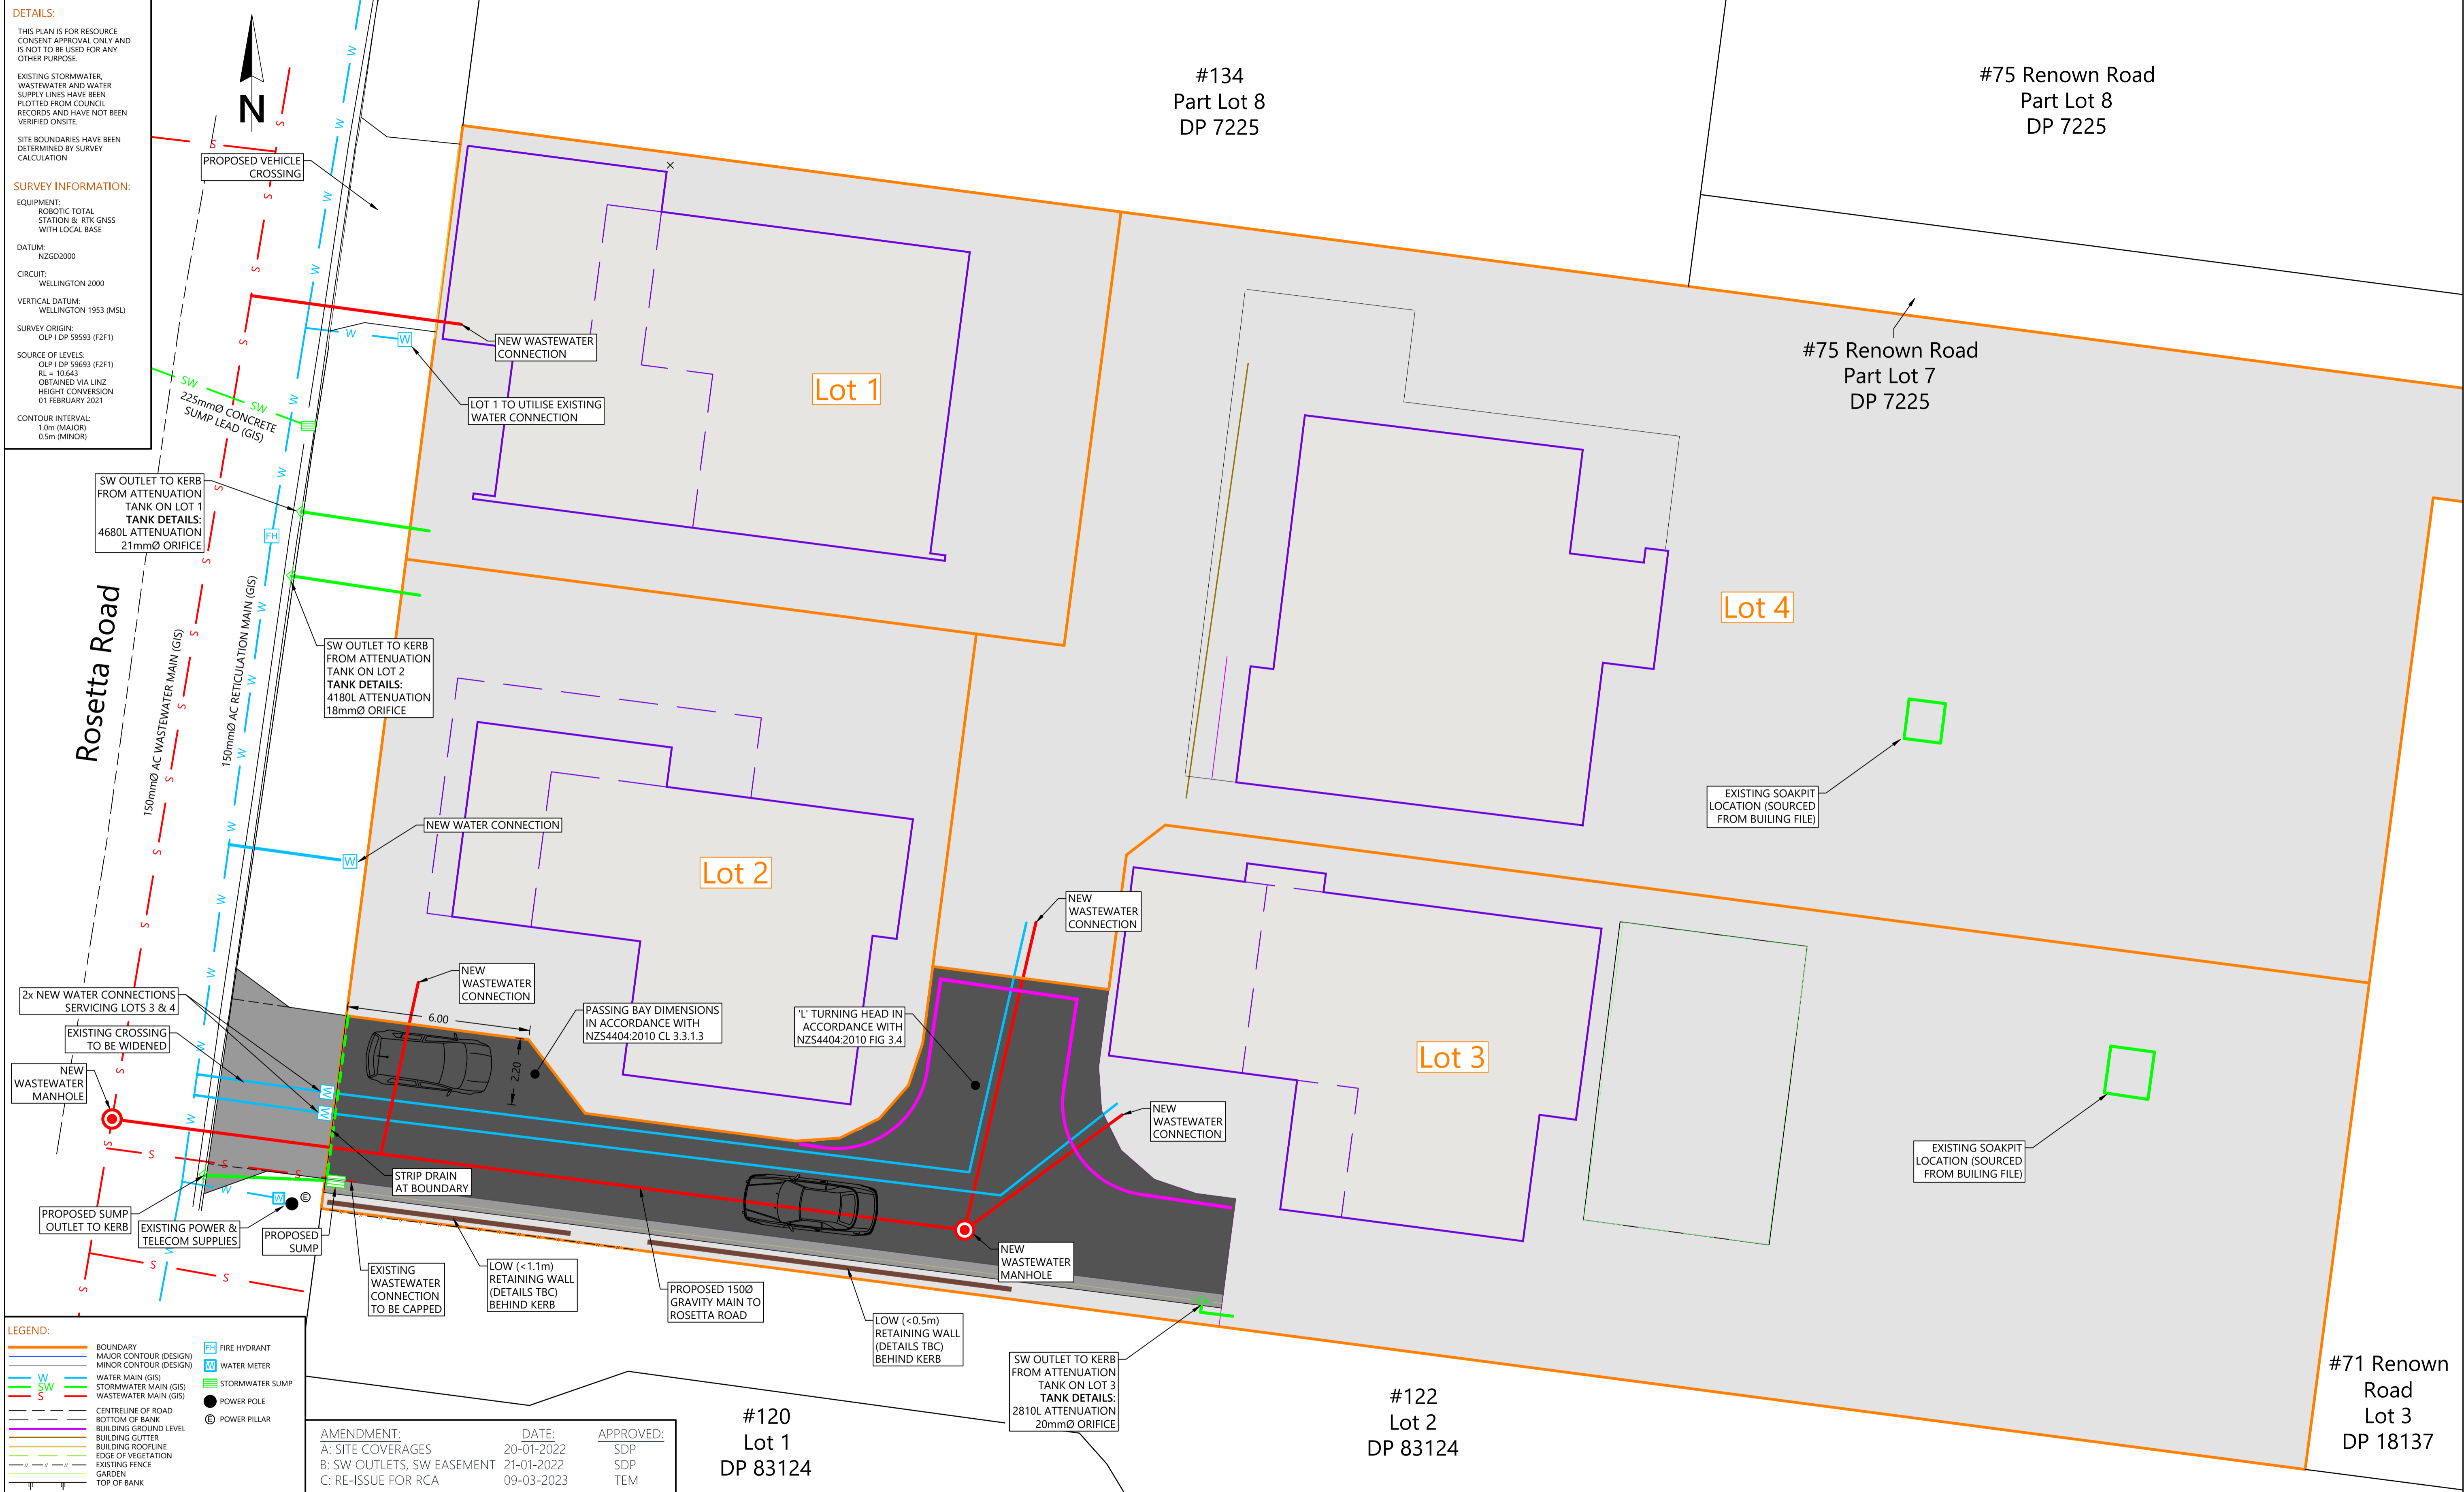 DETAILS:
THIS PLAN IS FOR RESOURCE
CONSENT APPROVAL ONLY AND
IS NOT TO BE USED FOR ANY
OTHER PURPOSE.
EXISTING STORMWATER,
WASTEWATER AND WATER
SUPPLY LINES HAVE BEEN
PLOTTED FROM COUNCIL
RECORDS AND HAVE NOT BEEN
VERIFIED ONSITE.
SITE BOUNDARIES HAVE BEEN
DETERMINED BY SURVEY
CALCULATION
SURVEY INFORMATION:
EQUIPMENT:
ROBOTIC TOTAL
STATION & RTK GNSS
WITH LOCAL BASE
DATUM:
NZGD2000
CIRCUIT:
WELLINGTON 2000
VERTICAL DATUM:
WELLINGTON 1953 (MSL)
SURVEY ORIGIN:
OLP I DP 59593 (F2F1)
SOURCE OF LEVELS:
OLP I DP 59693 (F2F1)
RL = 10.643
OBTAINED VIA LINZ
HEIGHT CONVERSION
01 FEBRUARY 2021
CONTOUR INTERVAL:
1.0m (MAJOR)
0.5m (MINOR)
N
PROPOSED VEHICLE
CROSSING
#134
Part Lot 8
DP 7225
#75 Renown Road
Part Lot 8
DP 7225
#75 Renown Road
Part Lot 7
DP 7225
NEW WASTEWATER
CONNECTION
LOT 1 TO UTILISE EXISTING
WATER CONNECTION
Lot 1
SW
SW
225mmØ CONCRETE
SUMP LEAD (GIS)
SW OUTLET TO KERB
FROM ATTENUATION
TANK ON LOT 1
TANK DETAILS:
4680L ATTENUATION
21mmØ ORIFICE
FH
Rosetta Road
150mmØ AC WASTEWATER MAIN (GIS)
150mmØ AC RETICULATION MAIN (GIS)
SW OUTLET TO KERB
FROM ATTENUATION
TANK ON LOT 2
TANK DETAILS:
4180L ATTENUATION
18mmØ ORIFICE
Lot 4
EXISTING SOAKPIT
LOCATION (SOURCED
FROM BUILING FILE)
NEW WATER CONNECTION
W
Lot 2
NEW
WASTEWATER
CONNECTION
NEW
WASTEWATER
CONNECTION
2x NEW WATER CONNECTIONS
SERVICING LOTS 3 & 4
6.00
2.20
PASSING BAY DIMENSIONS
IN ACCORDANCE WITH
NZS4404:2010 CL 3.3.1.3
'L' TURNING HEAD IN
ACCORDANCE WITH
NZS4404:2010 FIG 3.4
Lot 3
EXISTING CROSSING
TO BE WIDENED
NEW
WASTEWATER
MANHOLE
NEW
WASTEWATER
CONNECTION
EXISTING SOAKPIT
LOCATION (SOURCED
FROM BUILING FILE)
STRIP DRAIN
AT BOUNDARY
PROPOSED SUMP
OUTLET TO KERB
EXISTING POWER &
TELECOM SUPPLIES
PROPOSED
SUMP
EXISTING
WASTEWATER
CONNECTION
TO BE CAPPED
LOW (<1.1m)
RETAINING WALL
(DETAILS TBC)
BEHIND KERB
PROPOSED 150Ø
GRAVITY MAIN TO
ROSETTA ROAD
LOW (<0.5m)
RETAINING WALL
(DETAILS TBC)
BEHIND KERB
NEW
WASTEWATER
MANHOLE
SW OUTLET TO KERB
FROM ATTENUATION
TANK ON LOT 3
TANK DETAILS:
2810L ATTENUATION
20mmØ ORIFICE
#120
Lot 1
DP 83124
#122
Lot 2
DP 83124
#71 Renown
Road
Lot 3
DP 18137
LEGEND:
BOUNDARY
MAJOR CONTOUR (DESIGN)
MINOR CONTOUR (DESIGN)
W WATER MAIN (GIS)
SW STORMWATER MAIN (GIS)
S WASTEWATER MAIN (GIS)
CENTRELINE OF ROAD
BOTTOM OF BANK
BUILDING GROUND LEVEL
BUILDING GUTTER
BUILDING ROOFLINE
EDGE OF VEGETATION
EXISTING FENCE
GARDEN
TOP OF BANK
FH FIRE HYDRANT
W WATER METER
STORMWATER SUMP
POWER POLE
E POWER PILLAR
AMENDMENT: DATE: APPROVED:
A: SITE COVERAGES 20-01-2022 SDP
B: SW OUTLETS, SW EASEMENT 21-01-2022 SDP
C: RE-ISSUE FOR RCA 09-03-2023 TEM